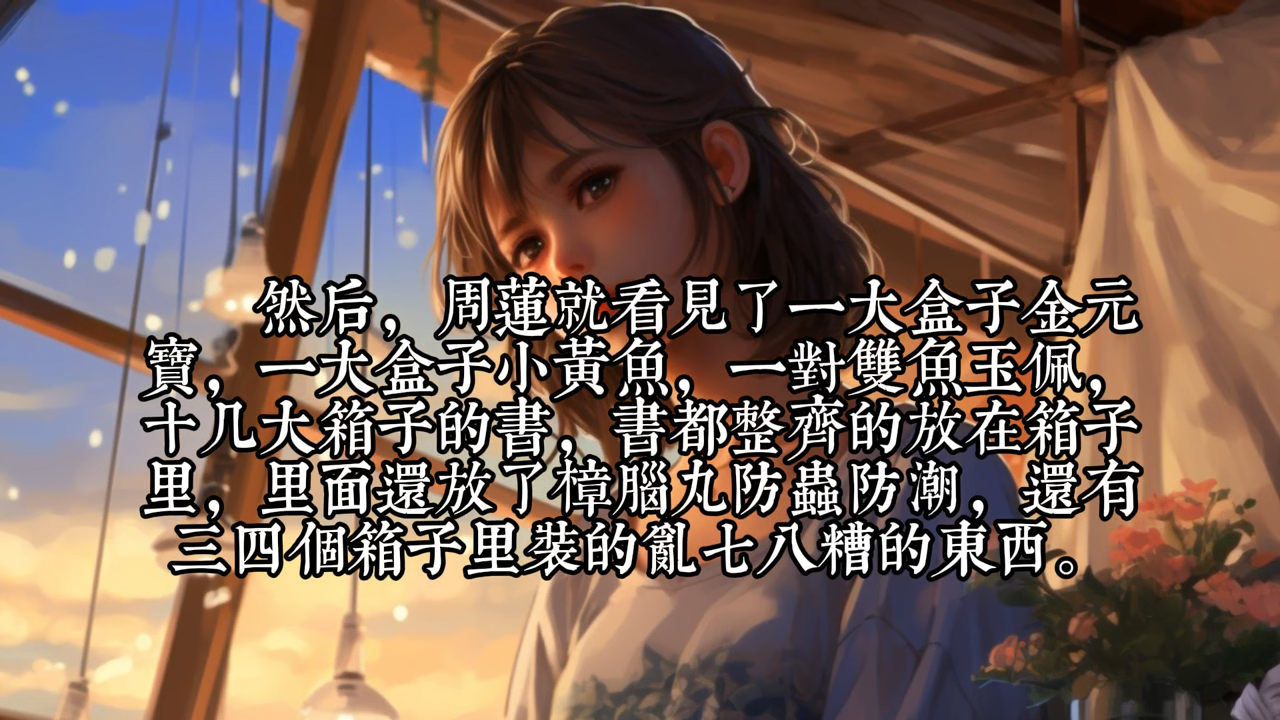 然后，周蓮就看見了一大盒子金元
寶，一大盒子小黃魚，一對雙魚玉佩，
十几大箱子的書，書都整齊的放在箱子
里，里面還放了樟腦丸防蟲防潮，還有
三四個箱子里裝的亂七八糟的東西。